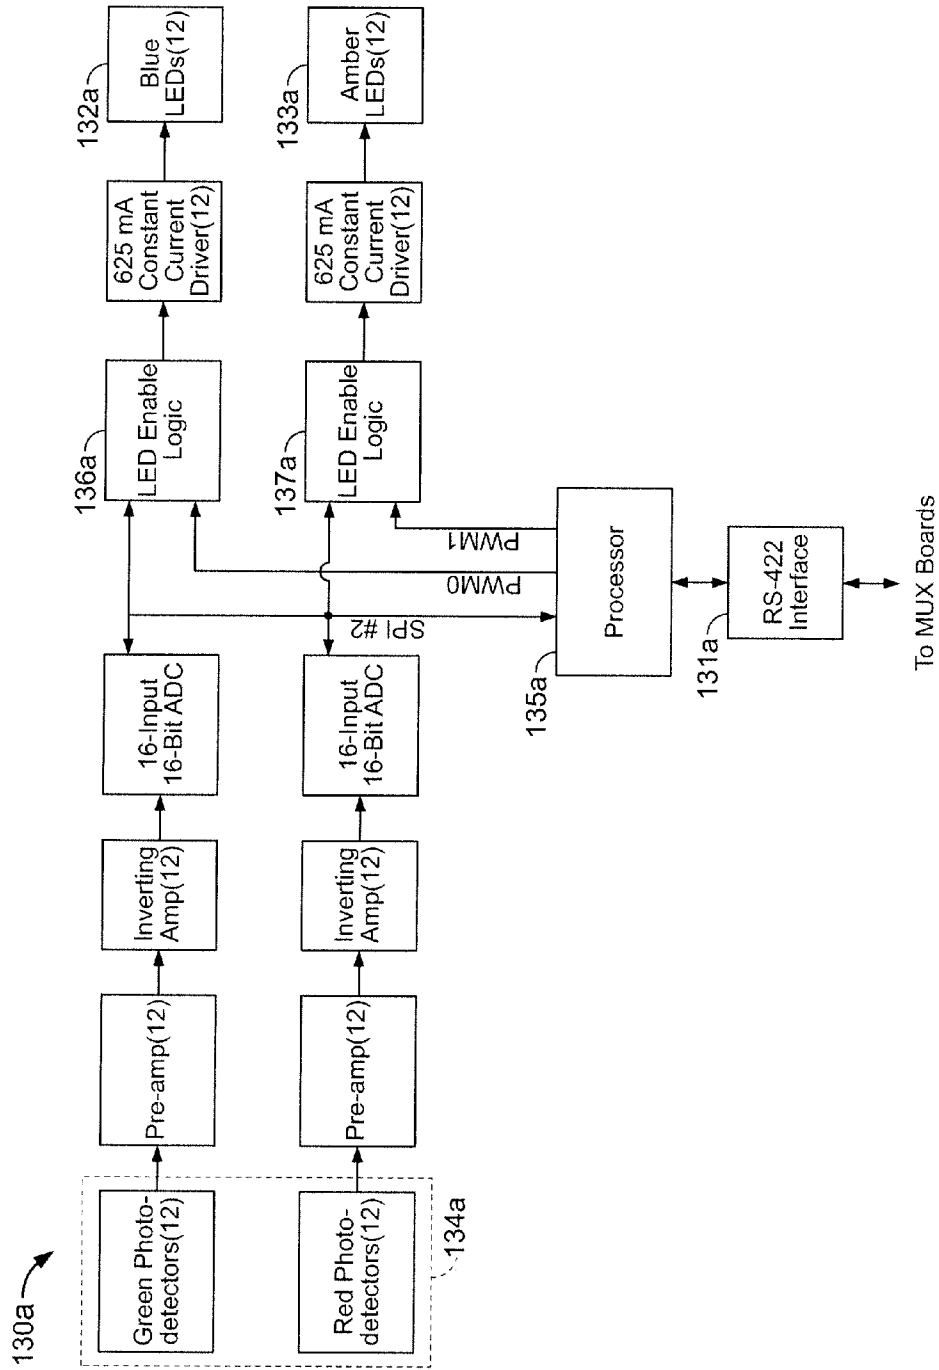 130a
132a
Blue
LEDs(12)
133a
Amber
LEDs(12)
625 mA
Constant
Current
Driver(12)
625 mA
Constant
Current
Driver(12)
136a
LED Enable
Logic
137a
LED Enable
Logic
PWM1
PWM0
SPI #2
16-Input
16-Bit ADC
16-Input
16-Bit ADC
Inverting
Amp(12)
Inverting
Amp(12)
Pre-amp(12)
Pre-amp(12)
Green Photo-
detectors(12)
Red Photo-
detectors(12)
134a
135a
Processor
131a
RS-422
Interface
To MUX Boards